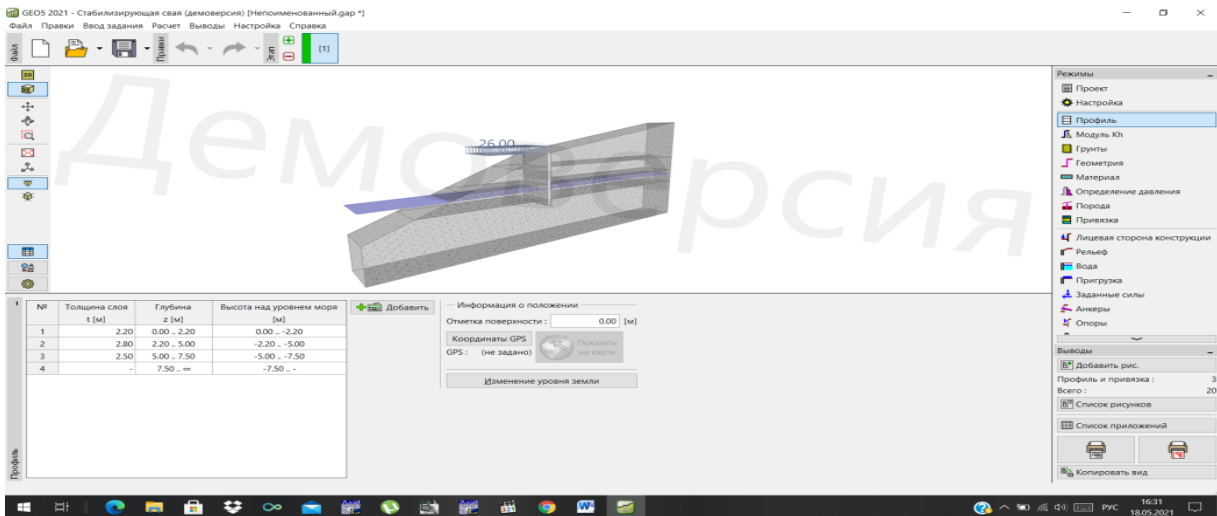 GEO5 2021 - Стабилизирующая свая (демоверсия) [Непоименованный.gap *]
Файл Правки Ввод задания Расчет Выводы Настройка Справка
Файл
Правки
Этап
[1]
2D
Демоверсия
26.00
Режимы
Проект
Настройка
Профиль
Модуль Kh
Грунты
Геометрия
Материал
Определение давления
Порода
Привязка
Лицевая сторона конструкции
Рельеф
Вода
Пригрузка
Заданные силы
Анкеры
Опоры
Выводы
Добавить рис.
Профиль и привязка : 3
Всего : 20
Список рисунков
Список приложений
Копировать вид
Профиль
№ Толщина слоя Глубина Высота над уровнем моря
t [м] z [м] [м]
1 2.20 0.00 .. 2.20 0.00 .. -2.20
2 2.80 2.20 .. 5.00 -2.20 .. -5.00
3 2.50 5.00 .. 7.50 -5.00 .. -7.50
4 - 7.50 .. ∞ -7.50 .. -
Добавить
Информация о положении
Отметка поверхности : 0.00 [м]
Координаты GPS
Показать на карте
GPS : (не задано)
Изменение уровня земли
РУС
16:31
18.05.2021